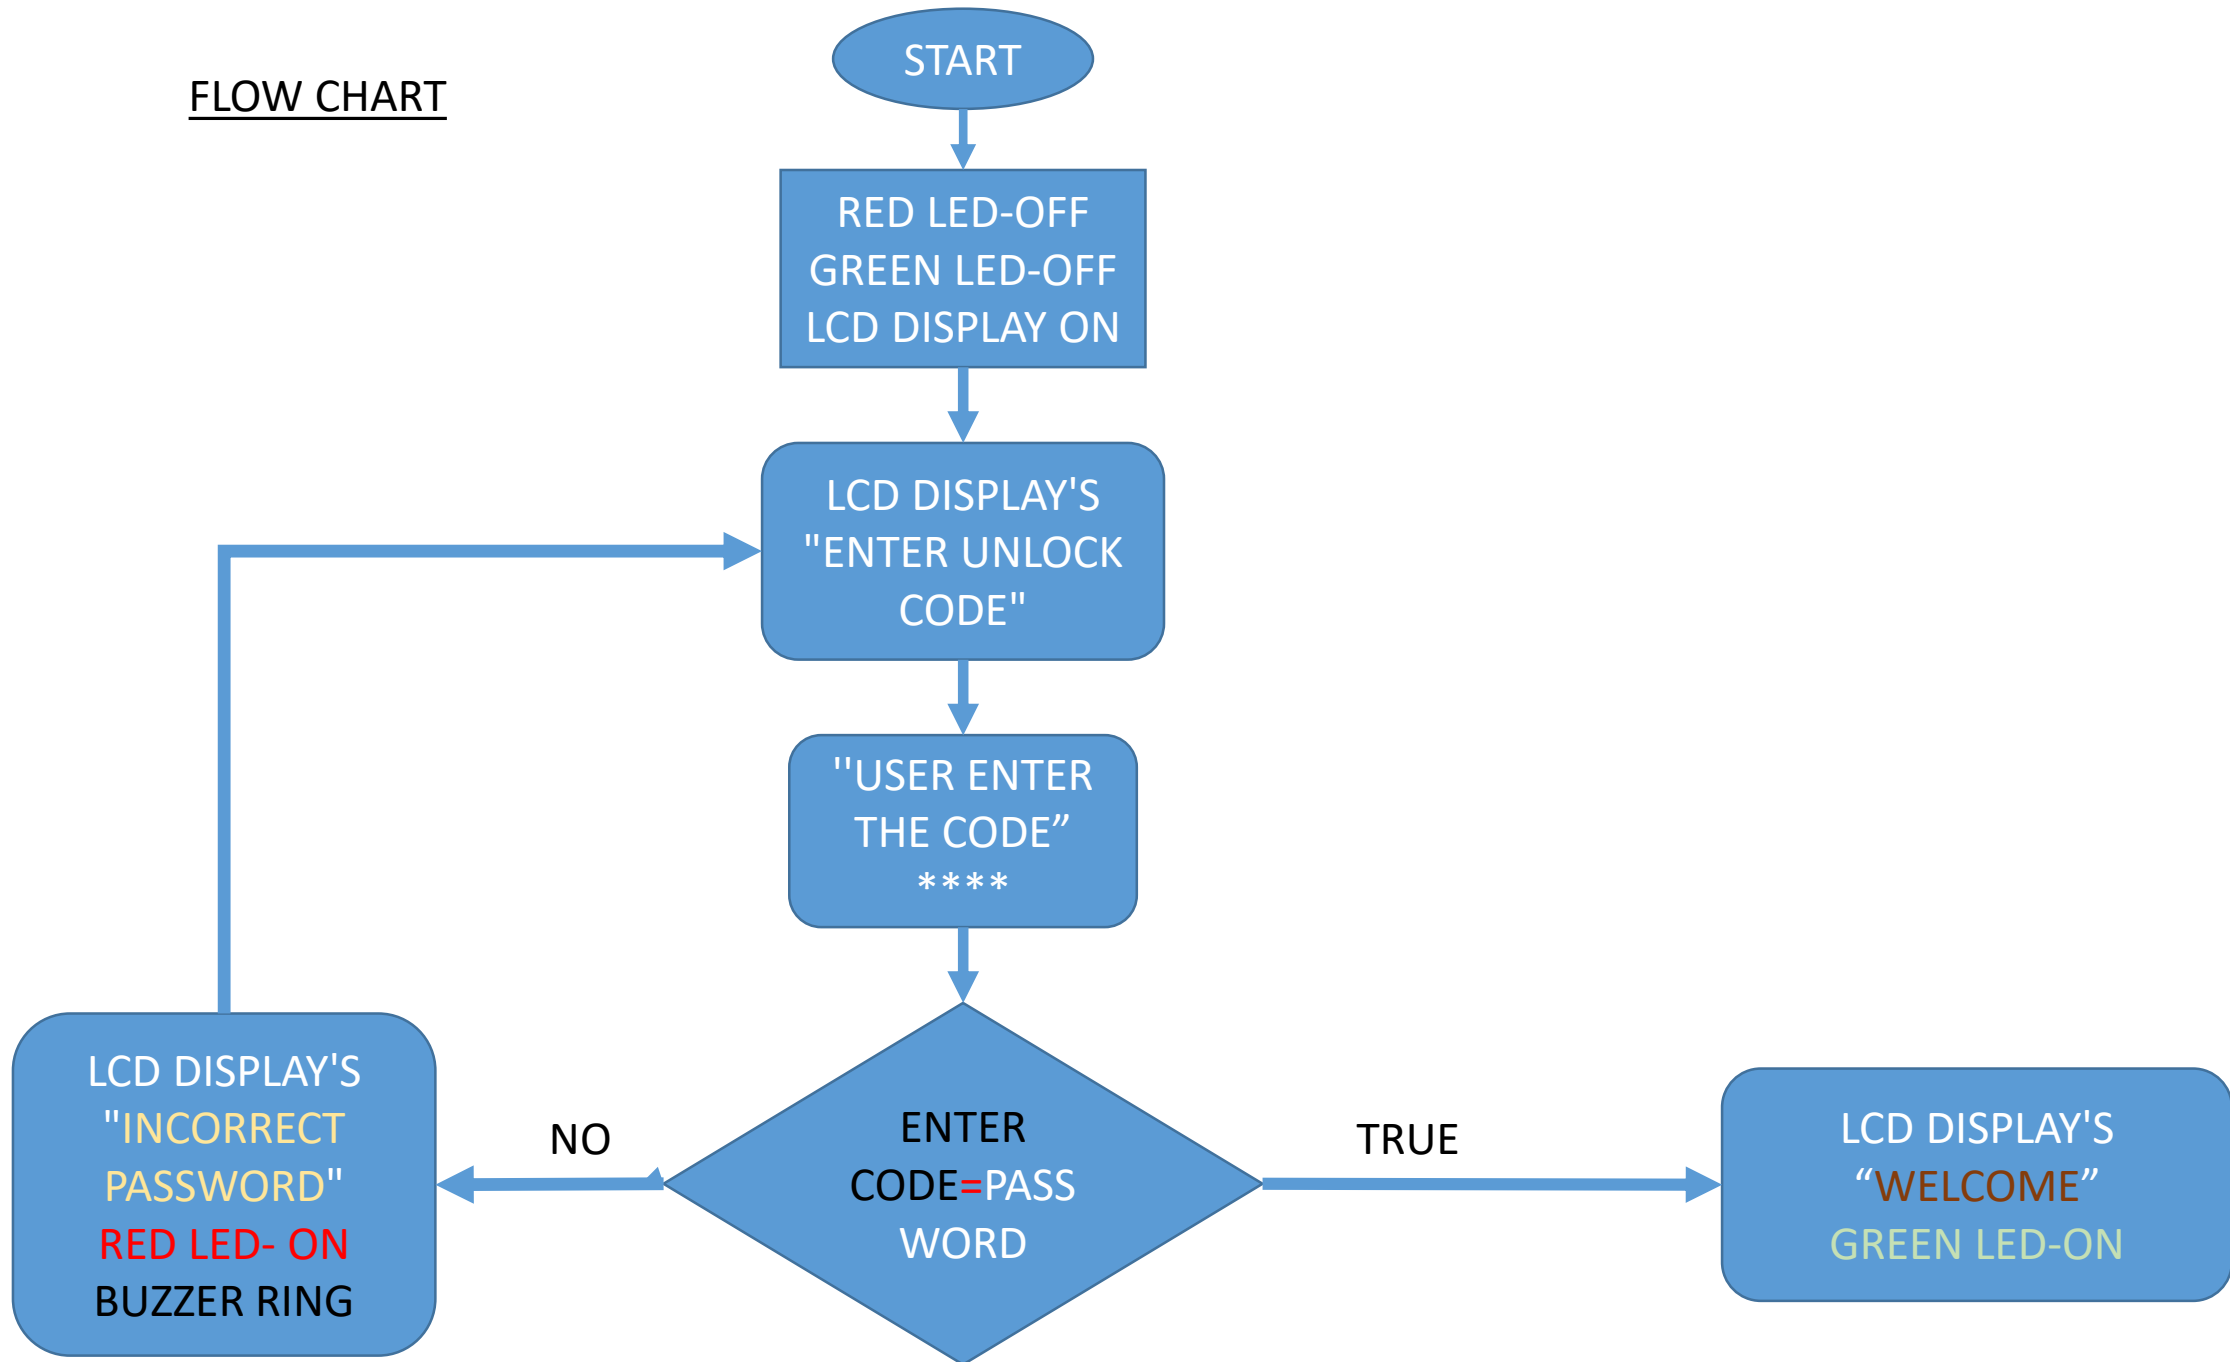 FLOW CHART
START
RED LED-OFF
GREEN LED-OFF
LCD DISPLAY ON
LCD DISPLAY'S
"ENTER UNLOCK
CODE"
''USER ENTER
THE CODE”
****
ENTER
CODE=PASS
WORD
NO
TRUE
LCD DISPLAY'S
"INCORRECT
PASSWORD"
RED LED- ON
BUZZER RING
LCD DISPLAY'S
“WELCOME”
GREEN LED-ON